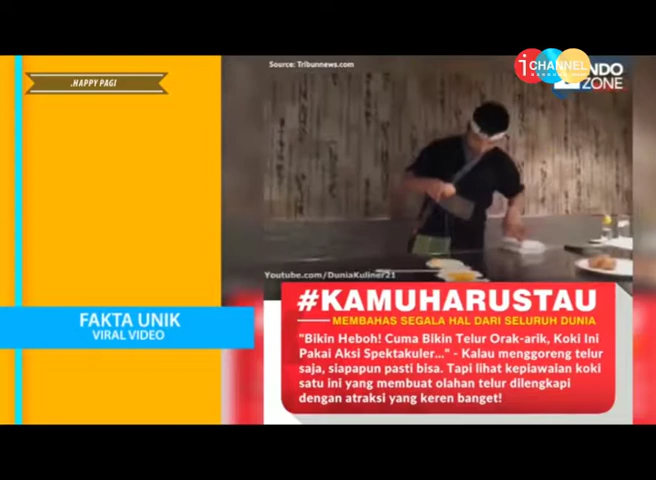 .HAPPY PAGI
Source: Tribunnews.com
iCHANNEL
BANDUNG
ZONE
Youtube.com/DuniaKuliner21
#KAMUHARUSTAU
MEMBAHAS SEGALA HAL DARI SELURUH DUNIA
"Bikin Heboh! Cuma Bikin Telur Orak-arik, Koki Ini
Pakai Aksi Spektakuler..." - Kalau menggoreng telur
saja, siapapun pasti bisa. Tapi lihat kepiawaian koki
satu ini yang membuat olahan telur dilengkapi
dengan atraksi yang keren banget!
FAKTA UNIK
VIRAL VIDEO